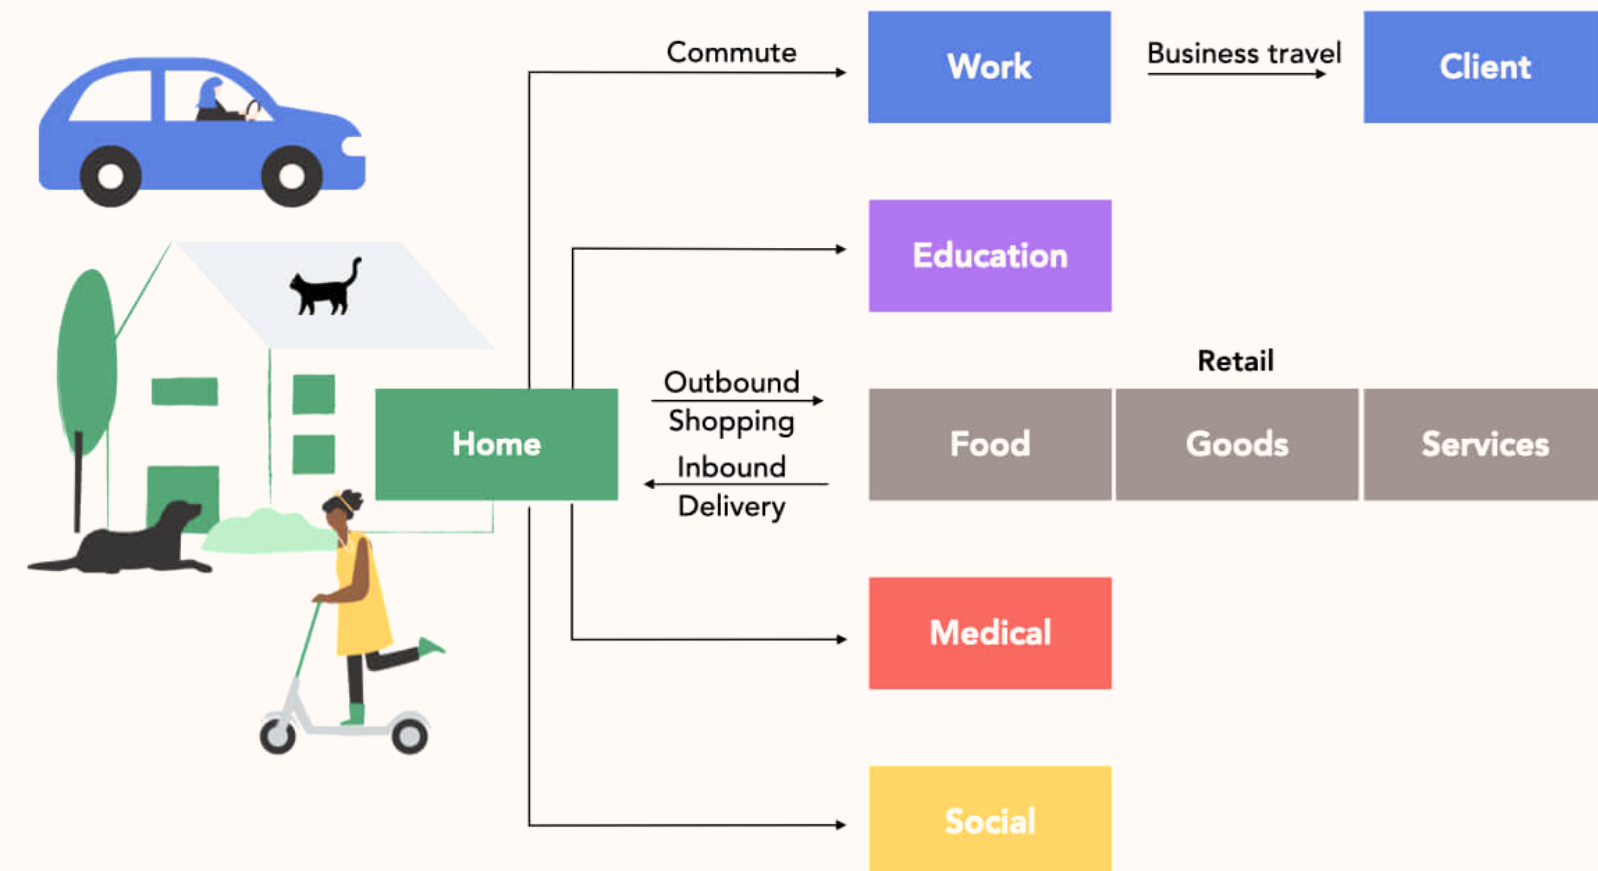 Commute
Work
Business travel
Client
Education
Retail
Outbound
Shopping
Inbound
Delivery
Home
Food
Goods
Services
Medical
Social